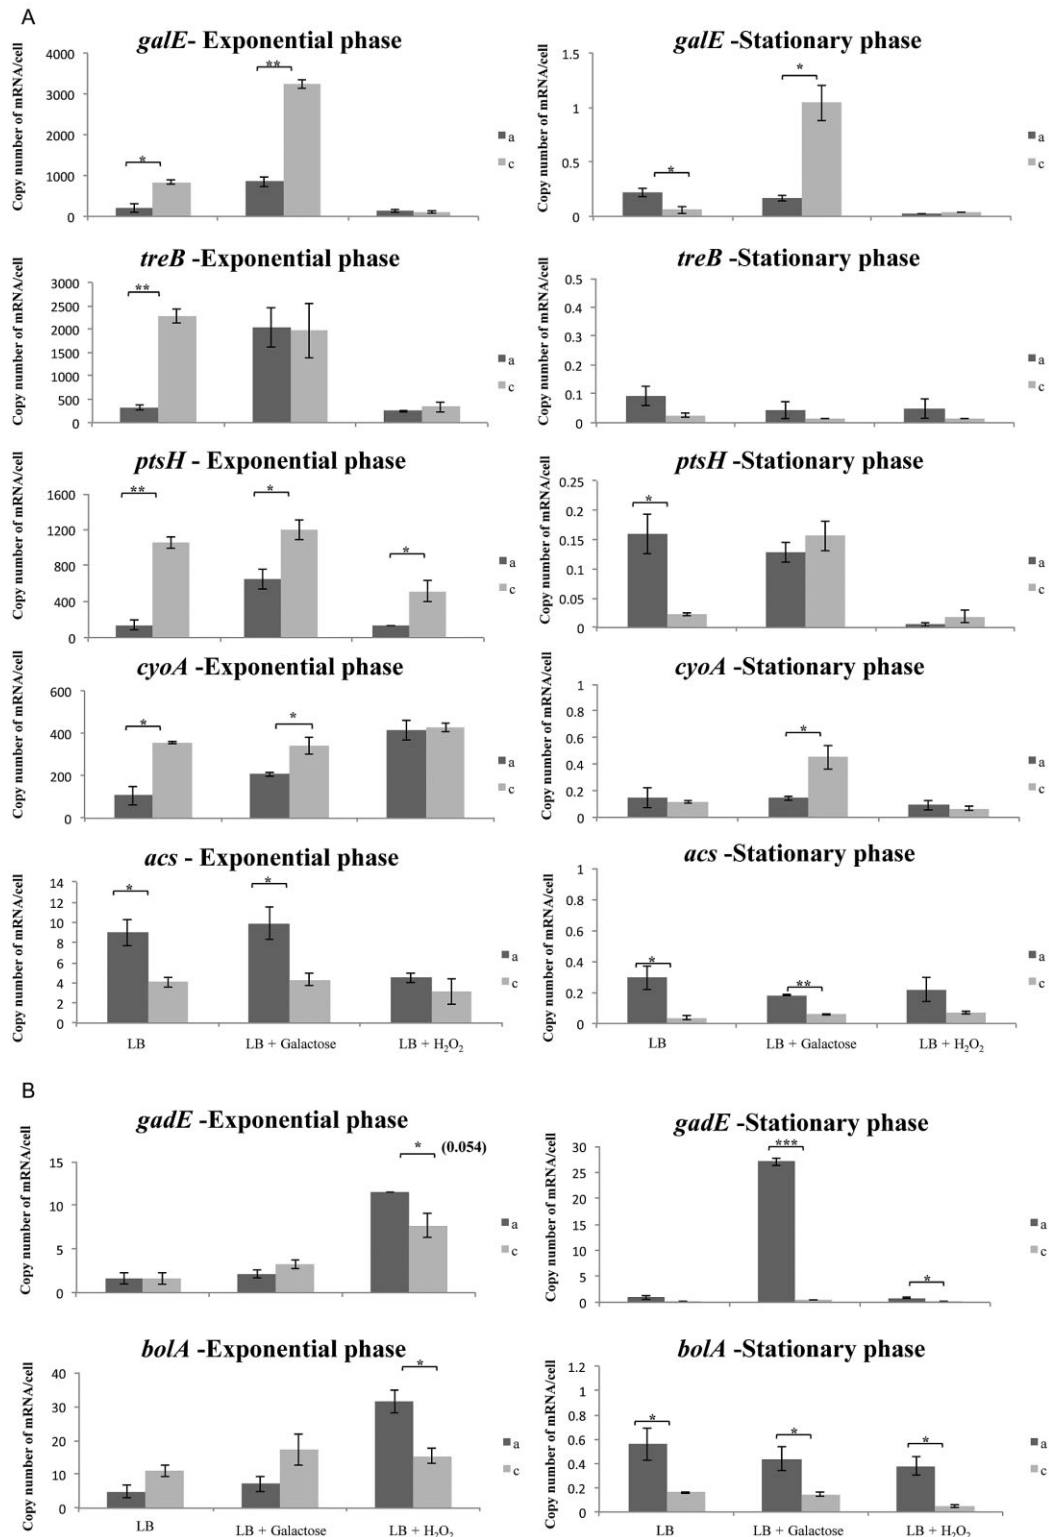 A
galE- Exponential phase
Copy number of mRNA/cell
4000
3000
2000
1000
0
*
**
a
c
galE -Stationary phase
Copy number of mRNA/cell
1.5
1
0.5
0
*
*
a
c
treB -Exponential phase
Copy number of mRNA/cell
3000
2500
2000
1500
1000
500
0
**
a
c
treB -Stationary phase
Copy number of mRNA/cell
0.5
0.4
0.3
0.2
0.1
0
a
c
ptsH - Exponential phase
Copy number of mRNA/cell
1600
1200
800
400
0
**
*
*
a
c
ptsH -Stationary phase
Copy number of mRNA/cell
0.25
0.2
0.15
0.1
0.05
0
*
a
c
cyoA -Exponential phase
Copy number of mRNA/cell
600
400
200
0
*
*
a
c
cyoA -Stationary phase
Copy number of mRNA/cell
1
0.8
0.6
0.4
0.2
0
*
a
c
acs - Exponential phase
Copy number of mRNA/cell
14
12
10
8
6
4
2
0
*
*
a
c
LB
LB + Galactose
LB + H₂O₂
acs -Stationary phase
Copy number of mRNA/cell
1
0.8
0.6
0.4
0.2
0
*
**
a
c
LB
LB + Galactose
LB + H₂O₂
B
gadE -Exponential phase
Copy number of mRNA/cell
15
10
5
0
* (0.054)
a
c
gadE -Stationary phase
Copy number of mRNA/cell
30
25
20
15
10
5
0
***
*
a
c
bolA -Exponential phase
Copy number of mRNA/cell
40
30
20
10
0
*
a
c
LB
LB + Galactose
LB + H₂O₂
bolA -Stationary phase
Copy number of mRNA/cell
1.2
1
0.8
0.6
0.4
0.2
0
*
*
*
a
c
LB
LB + Galactose
LB + H₂O₂